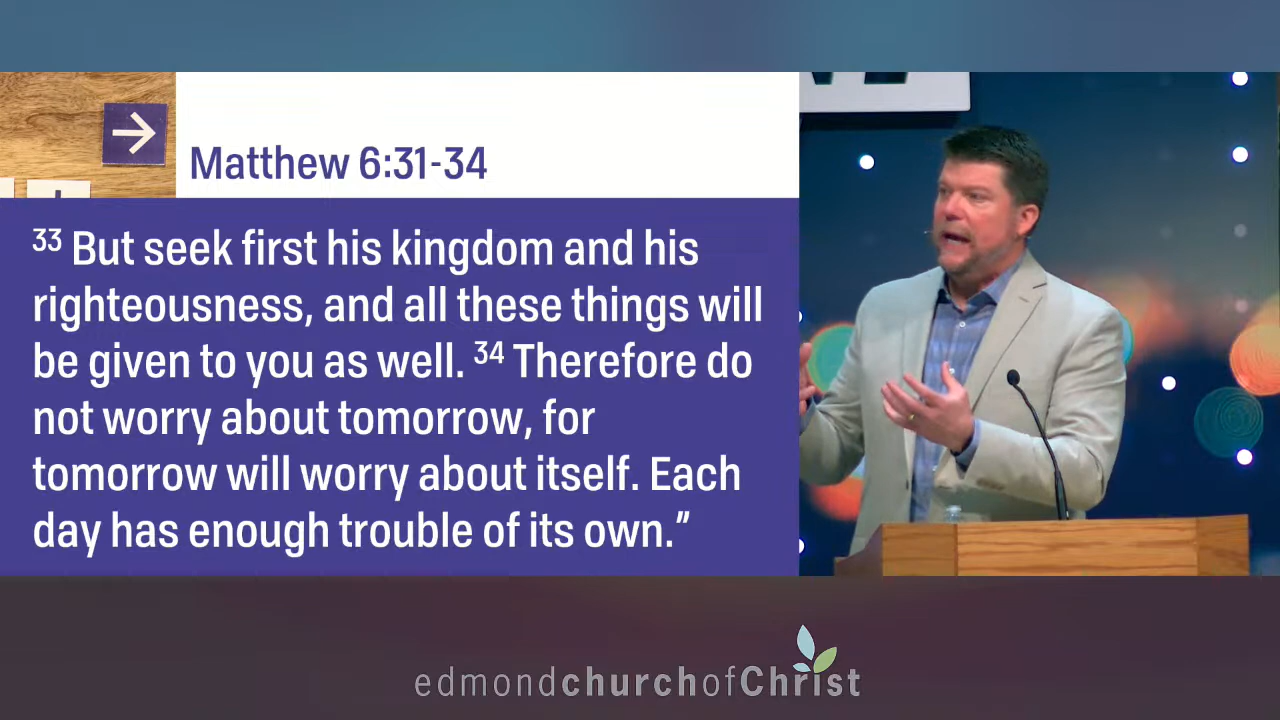 Matthew 6:31-34
33 But seek first his kingdom and his
righteousness, and all these things will
be given to you as well. 34 Therefore do
not worry about tomorrow, for
tomorrow will worry about itself. Each
day has enough trouble of its own.”
edmondchurchofChrist